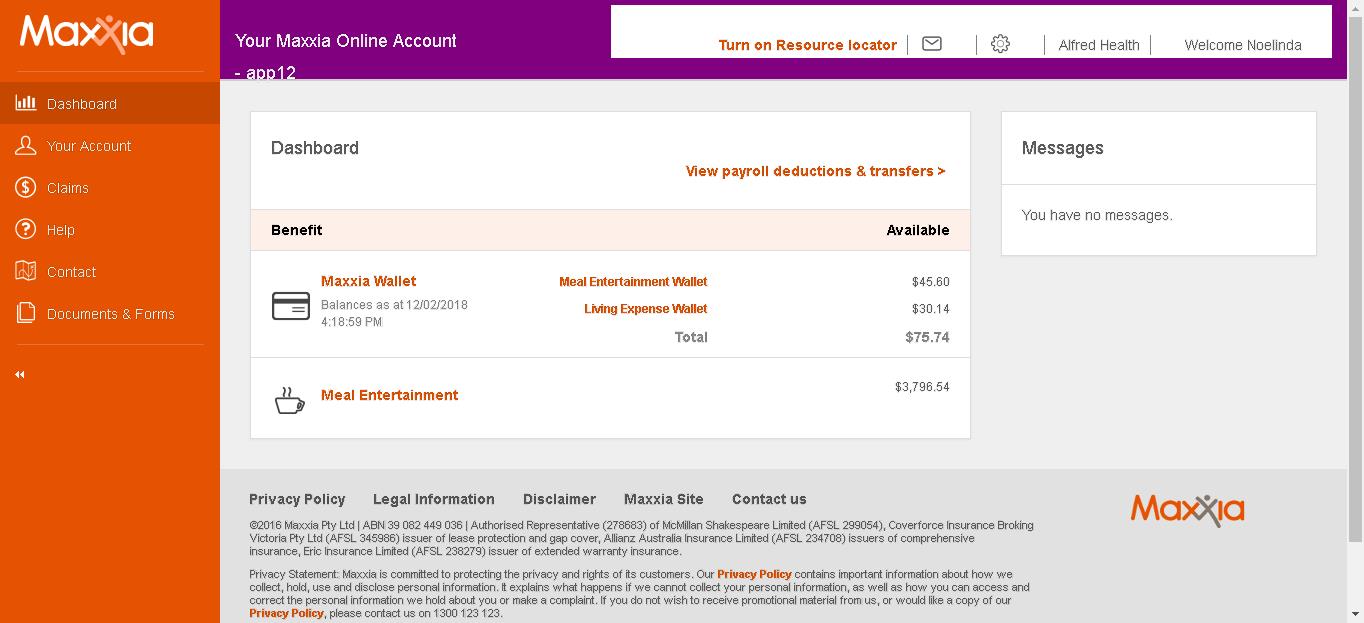 Maxxia
Dashboard
Your Account
Claims
Help
Contact
Documents & Forms
Your Maxxia Online Account
- app12
Turn on Resource locator
Alfred Health
Welcome Noelinda
Dashboard
View payroll deductions & transfers >
Benefit Available
Maxxia Wallet
Balances as at 12/02/2018
4:18:59 PM
Meal Entertainment Wallet $45.60
Living Expense Wallet $30.14
Total $75.74
Meal Entertainment $3,796.54
Messages
You have no messages.
Privacy Policy Legal Information Disclaimer Maxxia Site Contact us
©2016 Maxxia Pty Ltd | ABN 39 082 449 036 | Authorised Representative (278683) of McMillan Shakespeare Limited (AFSL 299054), Coverforce Insurance Broking
Victoria Pty Ltd (AFSL 345986) issuer of lease protection and gap cover, Allianz Australia Insurance Limited (AFSL 234708) issuers of comprehensive
insurance, Eric Insurance Limited (AFSL 238279) issuer of extended warranty insurance.
Privacy Statement: Maxxia is committed to protecting the privacy and rights of its customers. Our Privacy Policy contains important information about how we
collect, hold, use and disclose personal information. It explains what happens if we cannot collect your personal information, as well as how you can access and
correct the personal information we hold about you or make a complaint. If you do not wish to receive promotional material from us, or would like a copy of our
Privacy Policy, please contact us on 1300 123 123.
Maxxia